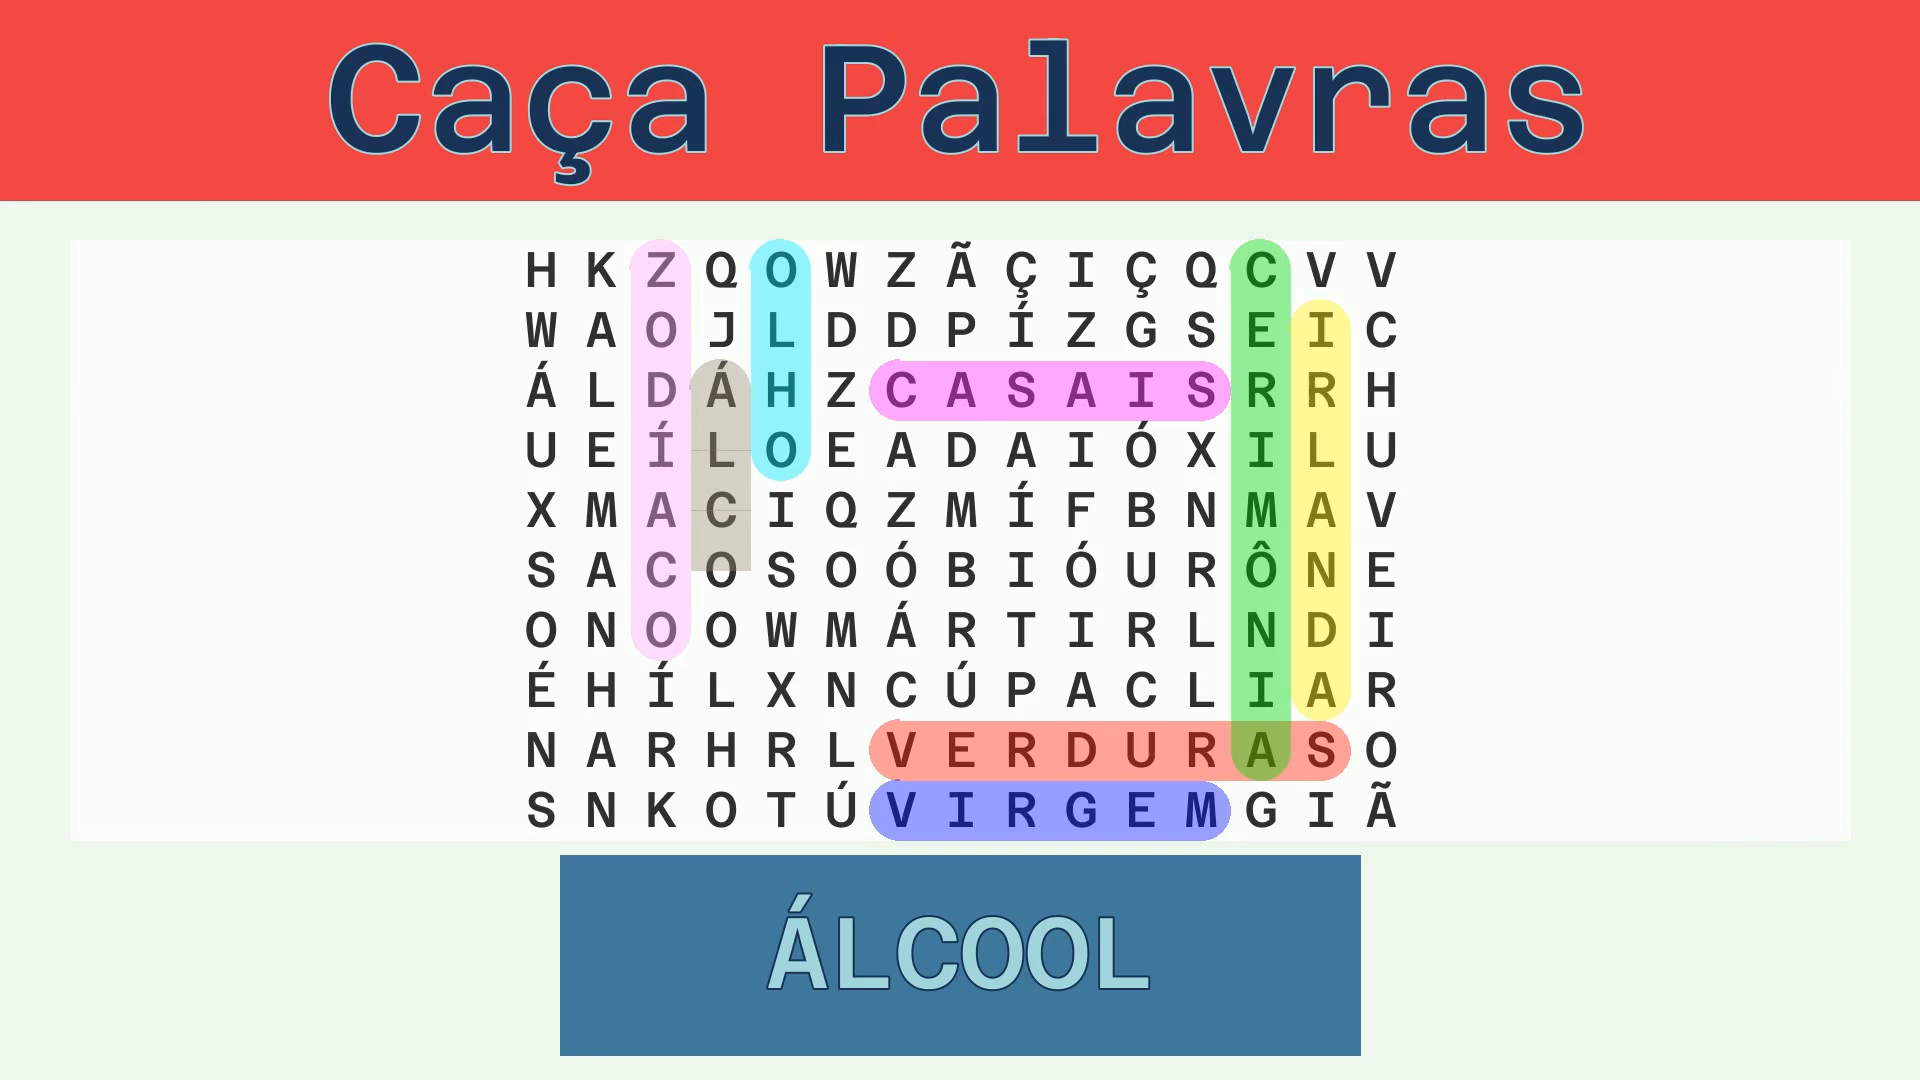 Caça Palavras
H K Z Q O W Z Ã Ç I Ç Q C V V
W A O J L D D P Í Z G S E I C
Á L D Á H Z C A S A I S R R H
U E Í L O E A D A I Ó X I L U
X M A C I Q Z M Í F B N M A V
S A C O S O Ó B I Ó U R Ô N E
O N O O W M Á R T I R L N D I
É H Í L X N C Ú P A C L I A R
N A R H R L V E R D U R A S O
S N K O T Ú V I R G E M G I Ã
ÁLCOOL